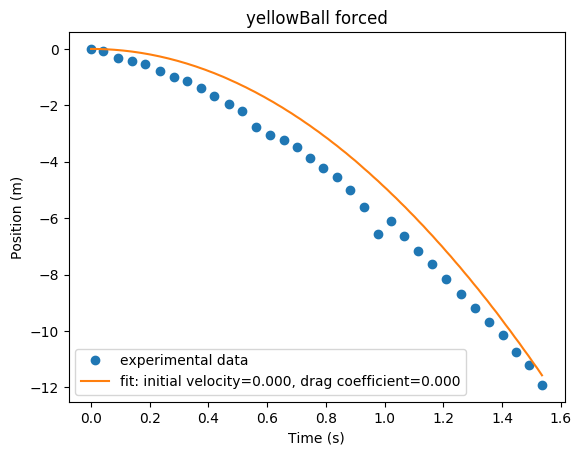 yellowBall forced
Position (m)
0
−2
−4
−6
−8
−10
−12
experimental data
fit: initial velocity=0.000, drag coefficient=0.000
0.0 0.2 0.4 0.6 0.8 1.0 1.2 1.4 1.6
Time (s)